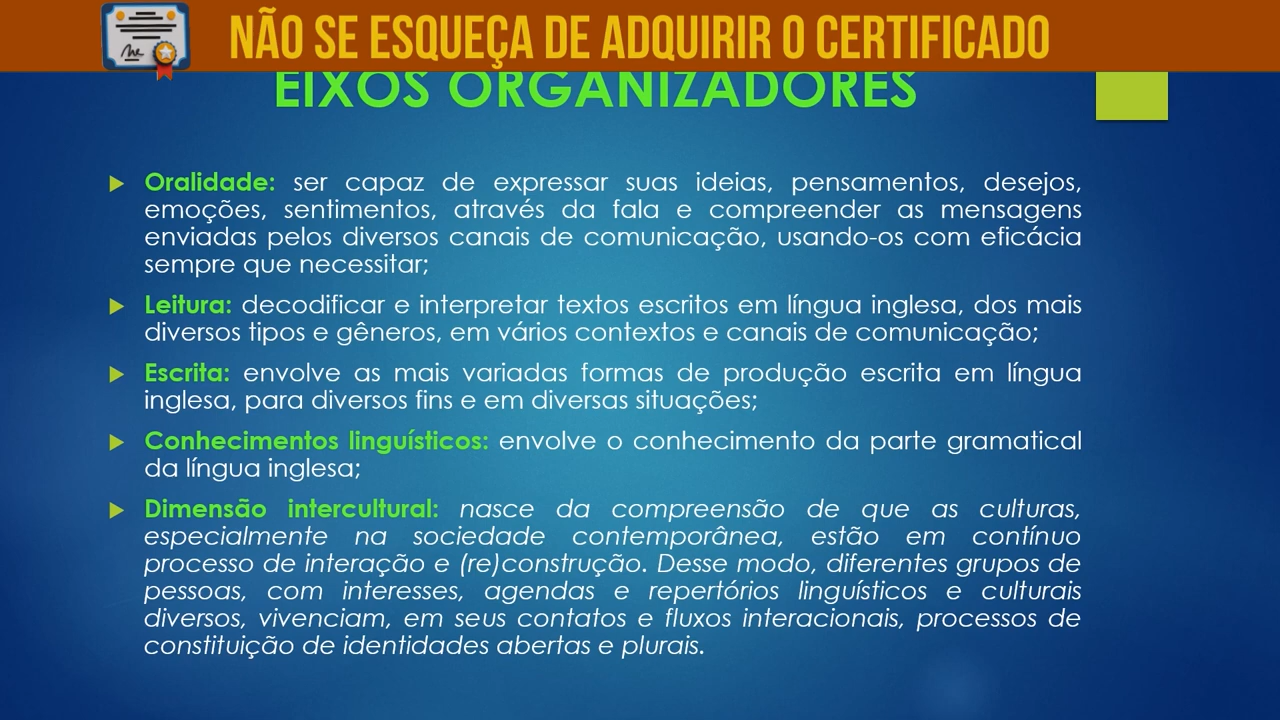 NÃO SE ESQUEÇA DE ADQUIRIR O CERTIFICADO
EIXOS ORGANIZADORES
Oralidade: ser capaz de expressar suas ideias, pensamentos, desejos,
emoções, sentimentos, através da fala e compreender as mensagens
enviadas pelos diversos canais de comunicação, usando-os com eficácia
sempre que necessitar;
Leitura: decodificar e interpretar textos escritos em língua inglesa, dos mais
diversos tipos e gêneros, em vários contextos e canais de comunicação;
Escrita: envolve as mais variadas formas de produção escrita em língua
inglesa, para diversos fins e em diversas situações;
Conhecimentos linguísticos: envolve o conhecimento da parte gramatical
da língua inglesa;
Dimensão intercultural: nasce da compreensão de que as culturas,
especialmente na sociedade contemporânea, estão em contínuo
processo de interação e (re)construção. Desse modo, diferentes grupos de
pessoas, com interesses, agendas e repertórios linguísticos e culturais
diversos, vivenciam, em seus contatos e fluxos interacionais, processos de
constituição de identidades abertas e plurais.